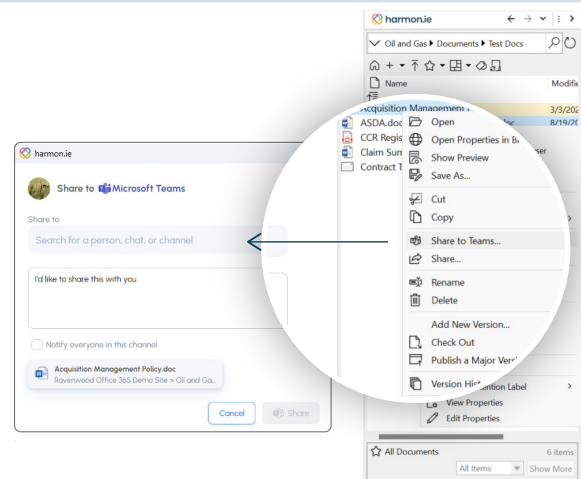 harmon.ie
Oil and Gas Documents Test Docs
Name
Modifie
Acquisition Management
3/3/202
ASDA.doc
doc
8/19/20
CCR Regis
Claim Sum
ser
Contract T
Open
Open Properties in Br
Show Preview
Save As...
Cut
Copy
Share to Teams...
Share...
Rename
Delete
Add New Version...
Check Out
Publish a Major Versi
Version Hist
ention Label
View Properties
Edit Properties
All Documents
6 items
All Items
Show More
harmon.ie
Share to Microsoft Teams
Share to
Search for a person, chat, or channel
I'd like to share this with you
Notify everyone in this channel
Acquisition Management Policy.doc
Ravenwood Office 365 Demo Site > Oil and Ga...
Cancel
Share